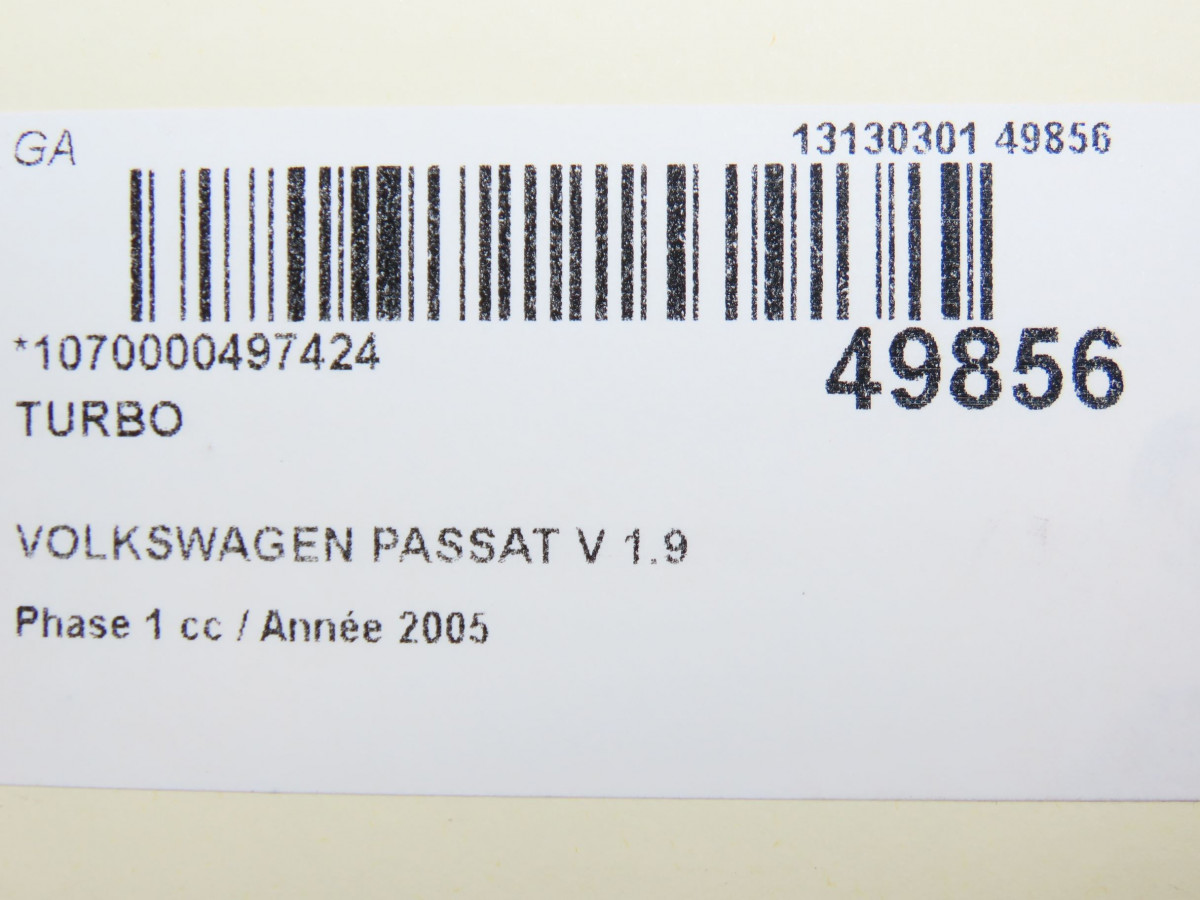 GA
13130301 49856
*1070000497424
49856
TURBO
VOLKSWAGEN PASSAT V 1.9
Phase 1 cc / Année 2005